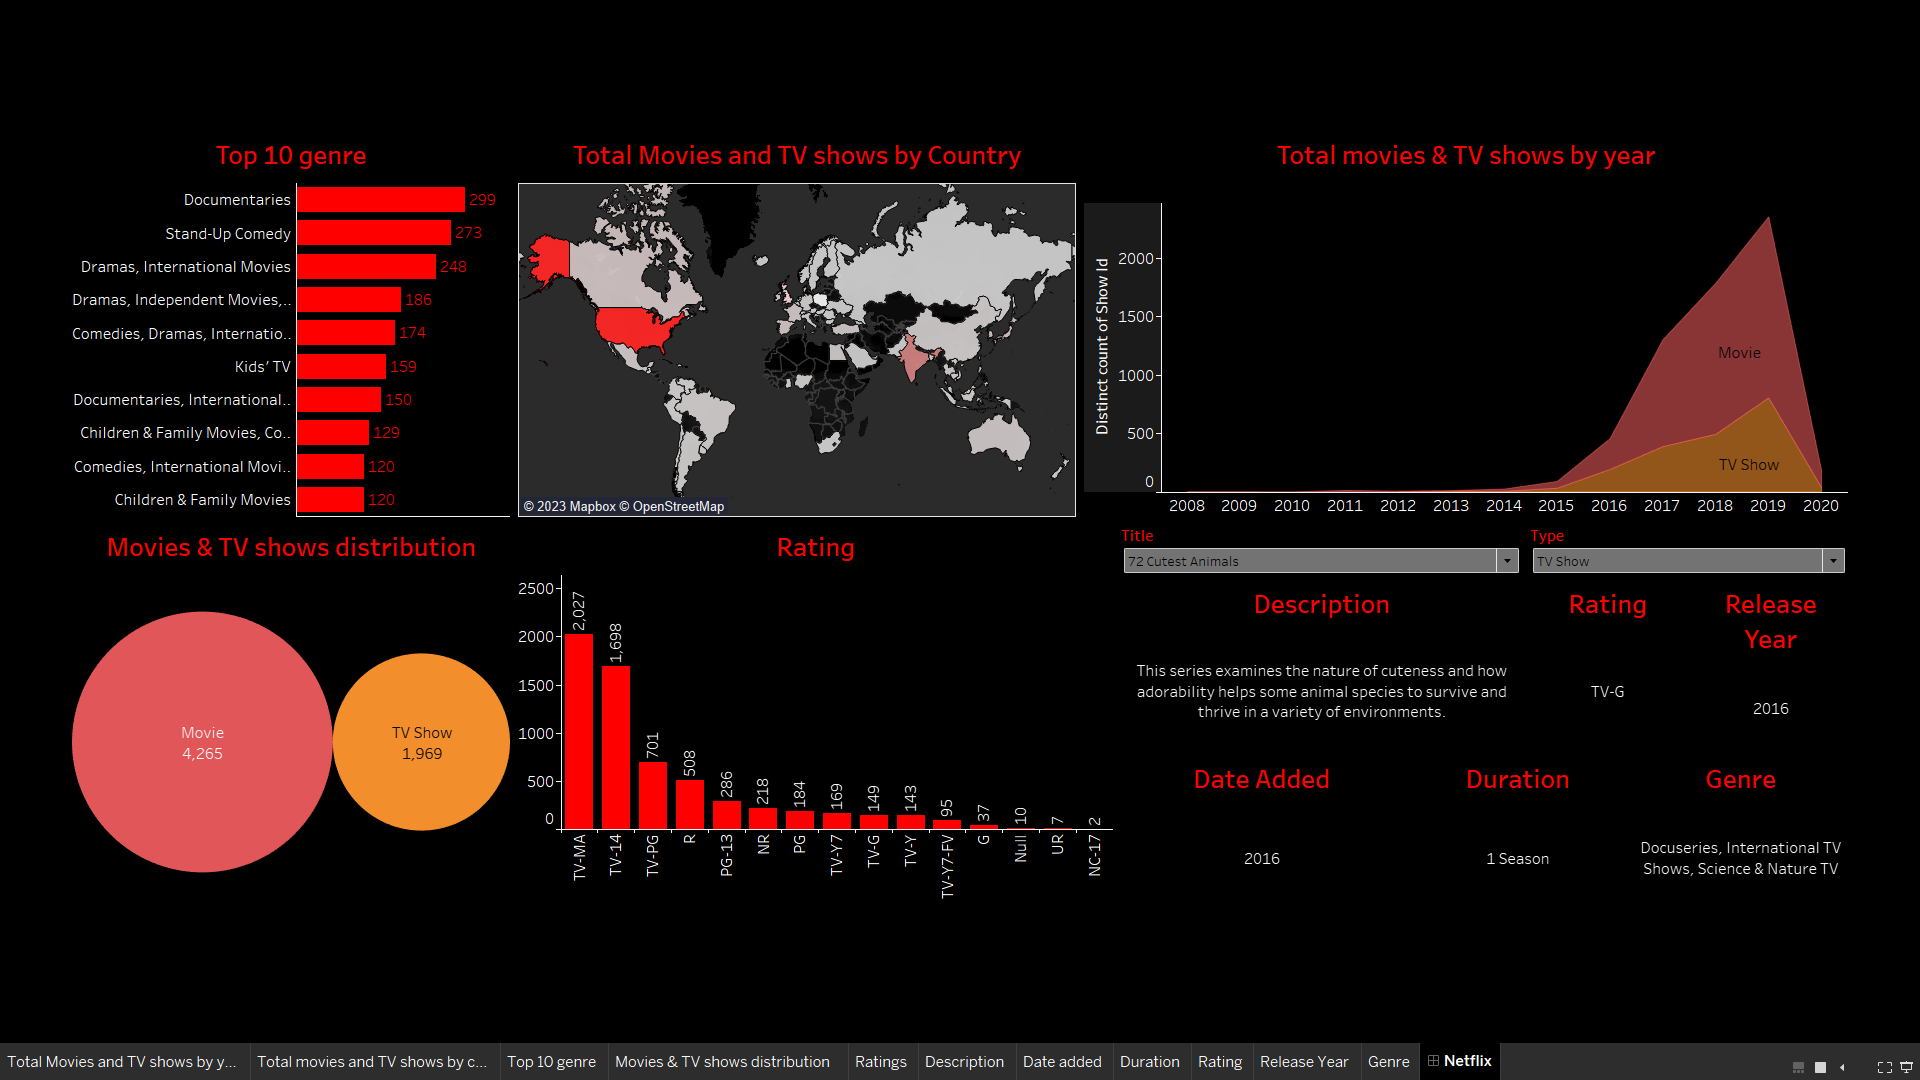 Top 10 genre
Documentaries 299
Stand-Up Comedy 273
Dramas, International Movies 248
Dramas, Independent Movies,.. 186
Comedies, Dramas, Internatio.. 174
Kids’ TV 159
Documentaries, International.. 150
Children & Family Movies, Co.. 129
Comedies, International Movi.. 120
Children & Family Movies 120
Total Movies and TV shows by Country
© 2023 Mapbox © OpenStreetMap
Total movies & TV shows by year
Distinct count of Show Id
2000
1500
1000
500
0
Movie
TV Show
2008 2009 2010 2011 2012 2013 2014 2015 2016 2017 2018 2019 2020
Movies & TV shows distribution
Movie
4,265
TV Show
1,969
Rating
2500
2000
1500
1000
500
0
2,027 1,698 701 508 286 218 184 169 149 143 95 37 10 7 2
TV-MA TV-14 TV-PG R PG-13 NR PG TV-Y7 TV-G TV-Y TV-Y7-FV G Null UR NC-17
Title
72 Cutest Animals
Type
TV Show
Description
This series examines the nature of cuteness and how
adorability helps some animal species to survive and
thrive in a variety of environments.
Rating
TV-G
Release
Year
2016
Date Added
2016
Duration
1 Season
Genre
Docuseries, International TV
Shows, Science & Nature TV
Total Movies and TV shows by y... Total movies and TV shows by c... Top 10 genre Movies & TV shows distribution Ratings Description Date added Duration Rating Release Year Genre Netflix